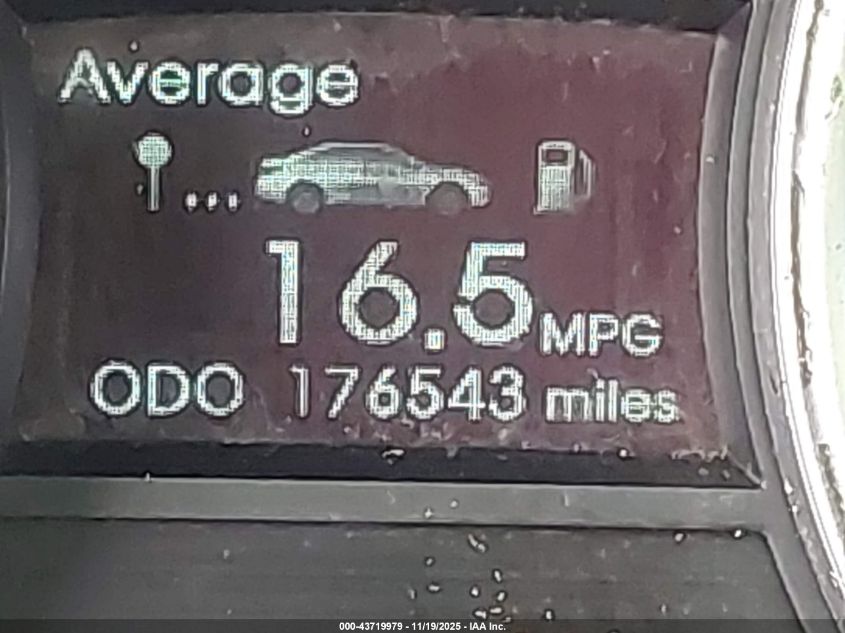 Average
16.5 MPG
ODO 176543 miles
000-43719979 - 11/19/2025 - IAA Inc.